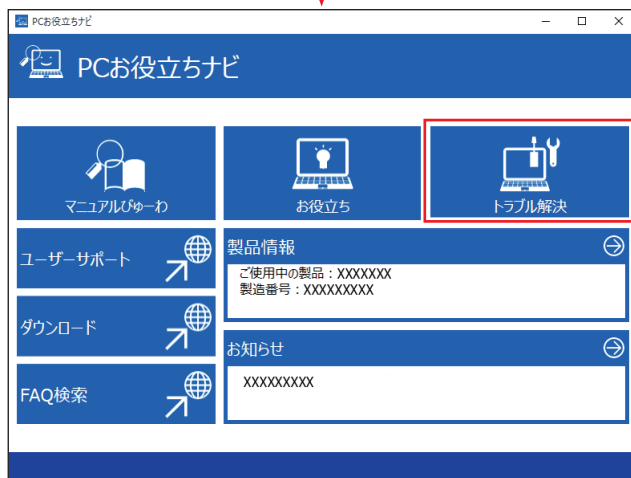 PCお役立ちナビ
PCお役立ちナビ
マニュアルびゅーわ
お役立ち
トラブル解決
ユーザーサポート
製品情報
ご使用中の製品：XXXXXXX
製造番号：XXXXXXXXX
ダウンロード
お知らせ
XXXXXXXXX
FAQ検索